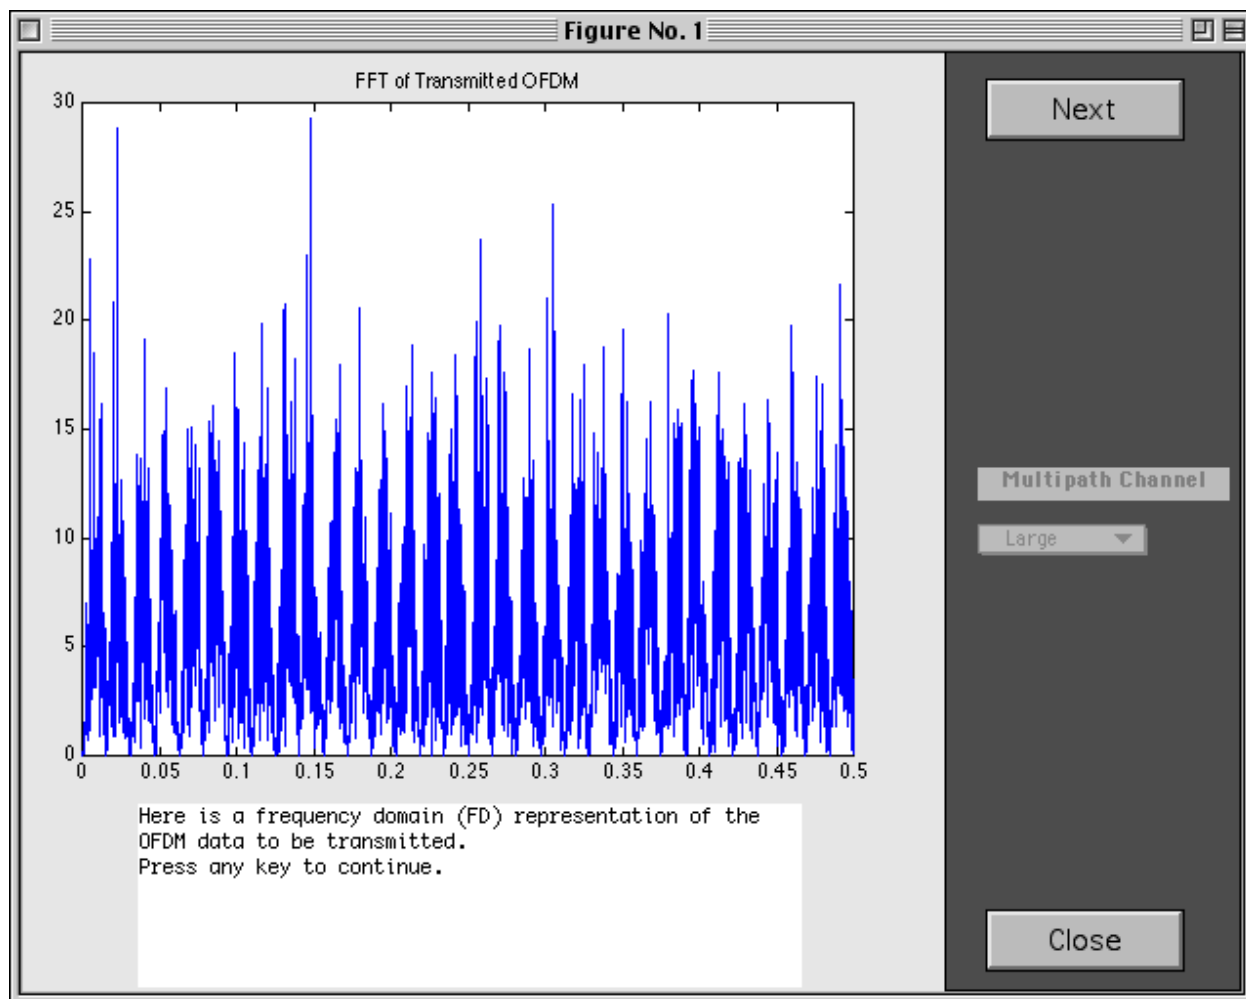 Figure No. 1
FFT of Transmitted OFDM
30
25
20
15
10
5
0
0 0.05 0.1 0.15 0.2 0.25 0.3 0.35 0.4 0.45 0.5
Here is a frequency domain (FD) representation of the
OFDM data to be transmitted.
Press any key to continue.
Next
Multipath Channel
Large
Close